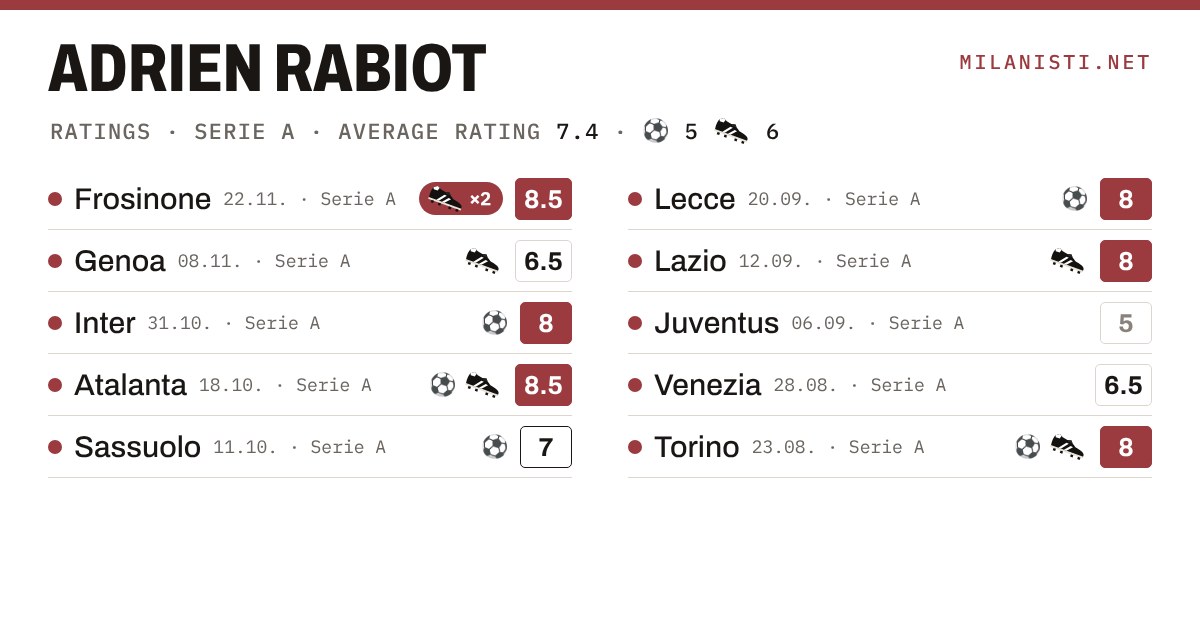 ADRIEN RABIOT
MILANISTI.NET
RATINGS · SERIE A · AVERAGE RATING 7.4 · ⚽ 5 6
Frosinone 22.11. · Serie A ×2 8.5
Genoa 08.11. · Serie A 6.5
Inter 31.10. · Serie A 8
Atalanta 18.10. · Serie A 8.5
Sassuolo 11.10. · Serie A 7
Lecce 20.09. · Serie A 8
Lazio 12.09. · Serie A 8
Juventus 06.09. · Serie A 5
Venezia 28.08. · Serie A 6.5
Torino 23.08. · Serie A 8